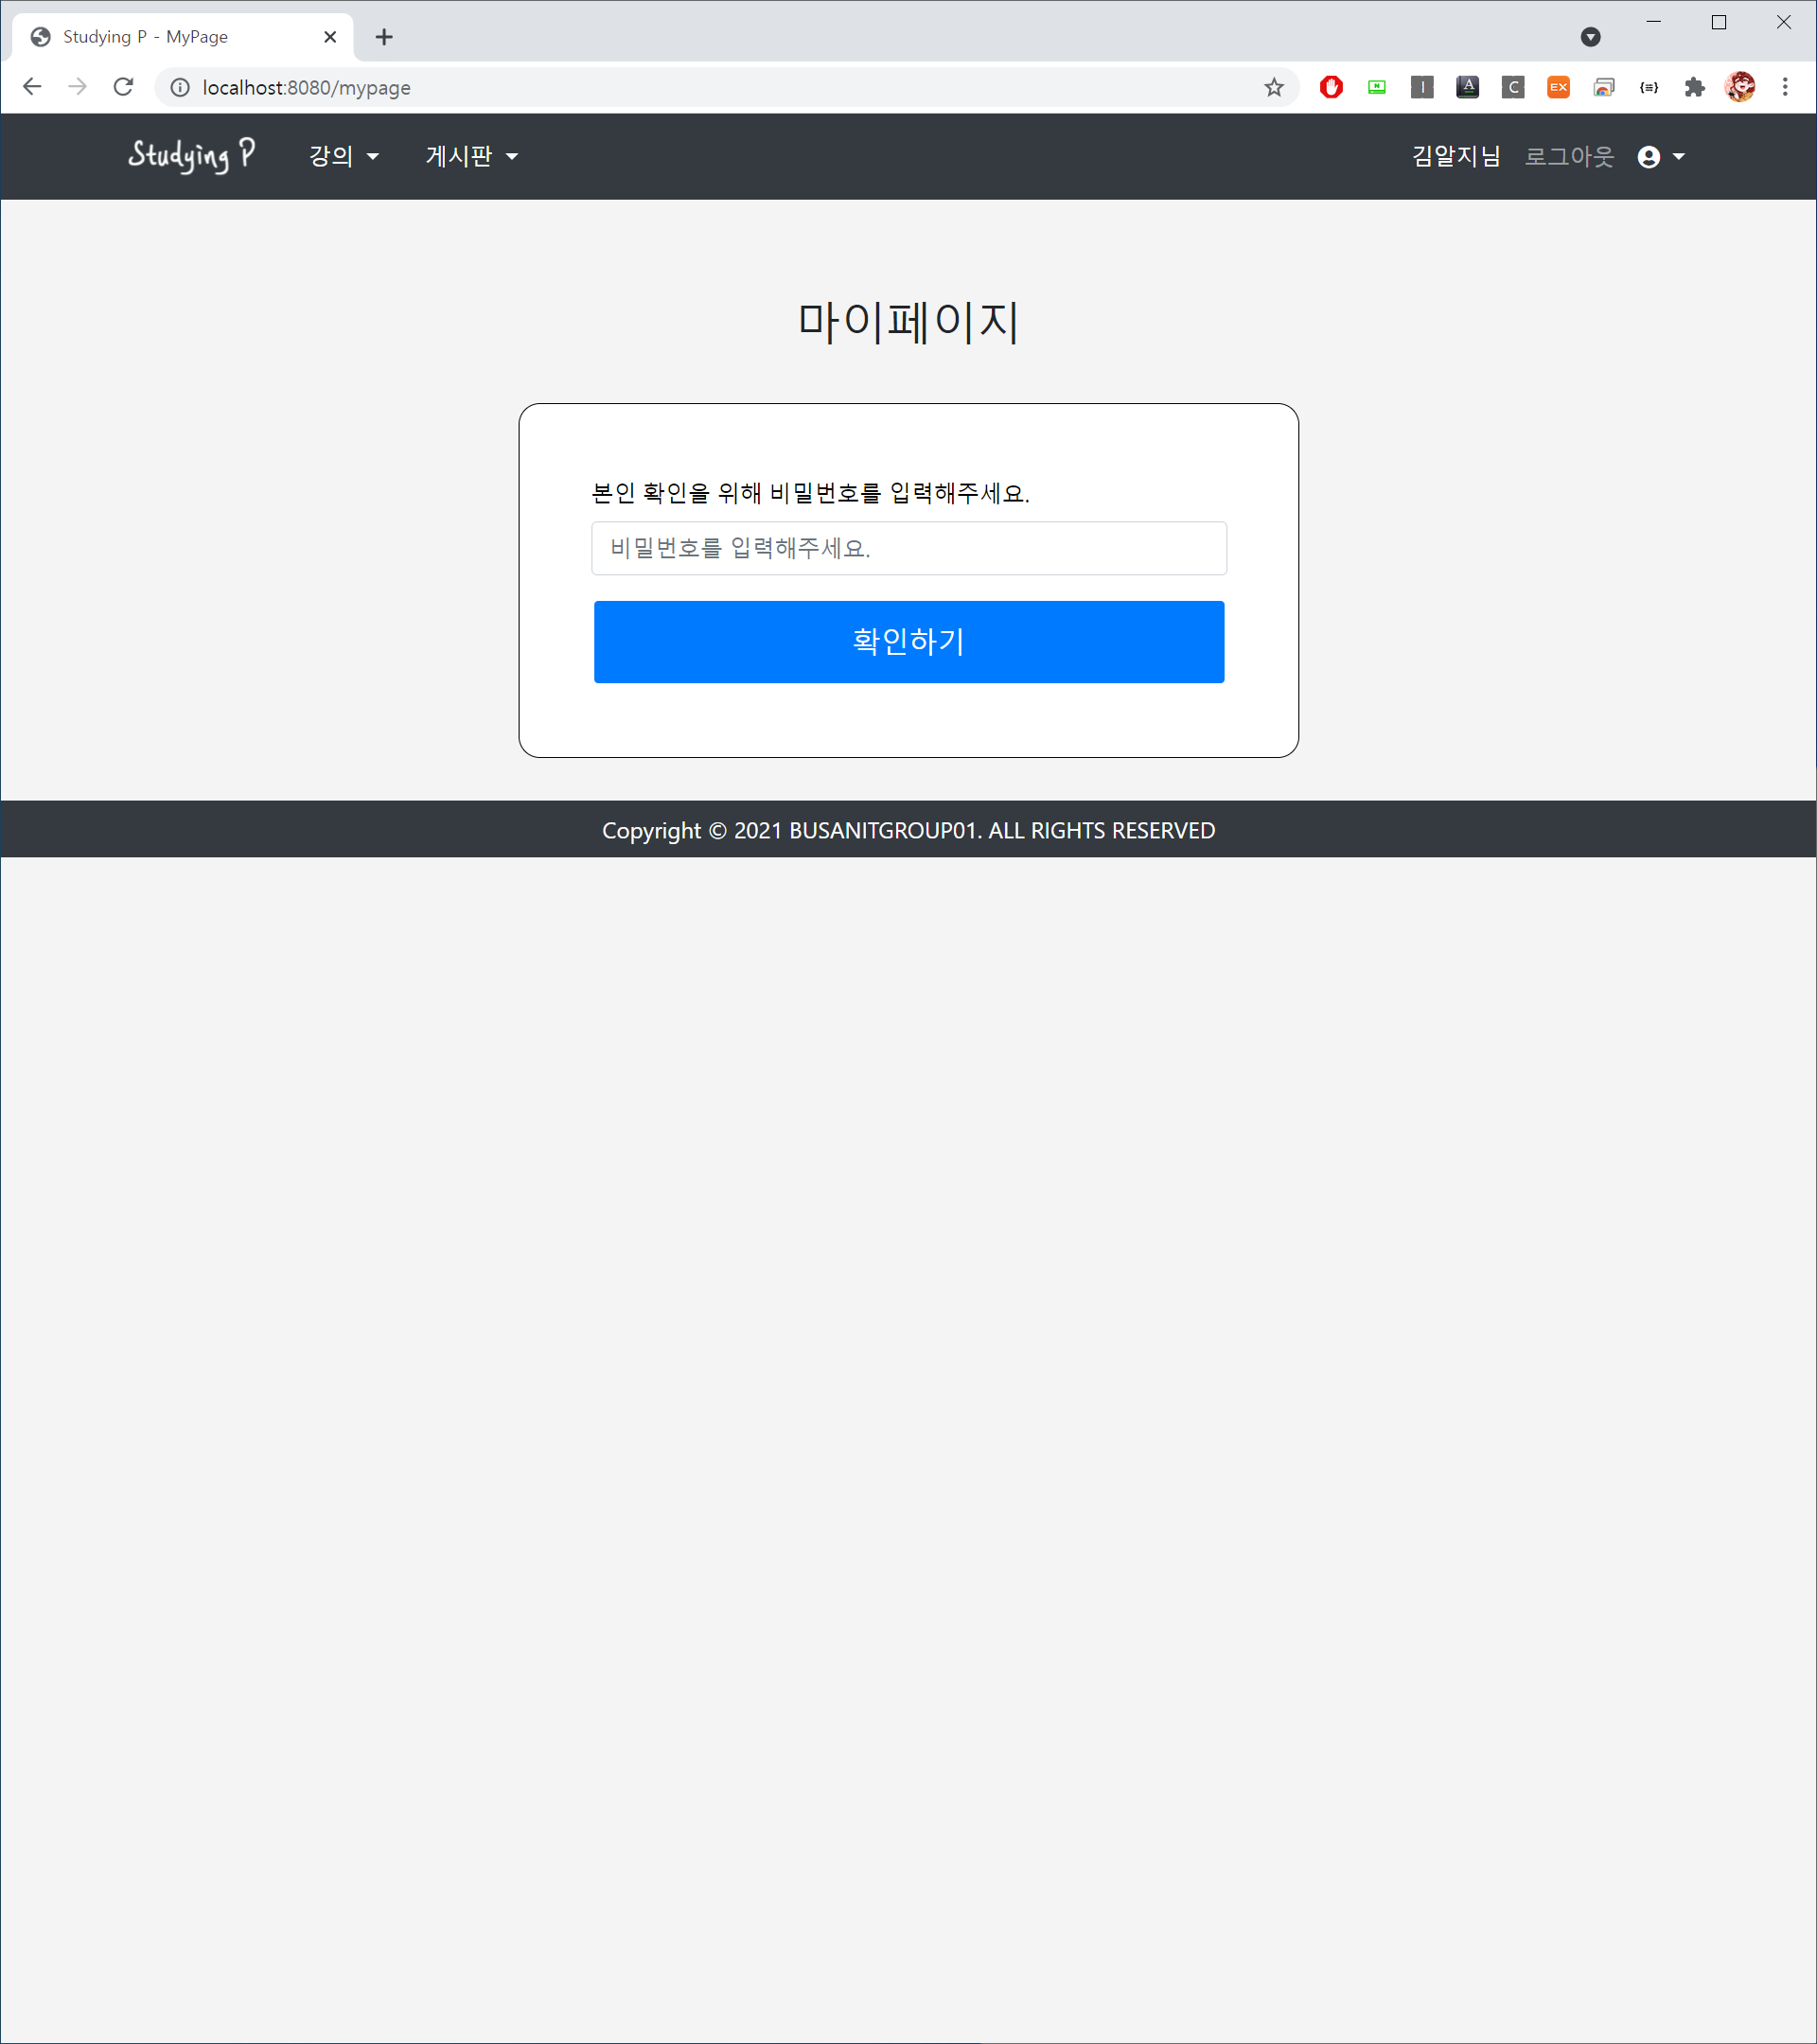 Studying P - MyPage
localhost:8080/mypage
I
A
C
EX
Studying P 강의 게시판 김알지님 로그아웃
마이페이지
본인 확인을 위해 비밀번호를 입력해주세요.
비밀번호를 입력해주세요.
확인하기
Copyright © 2021 BUSANITGROUP01. ALL RIGHTS RESERVED